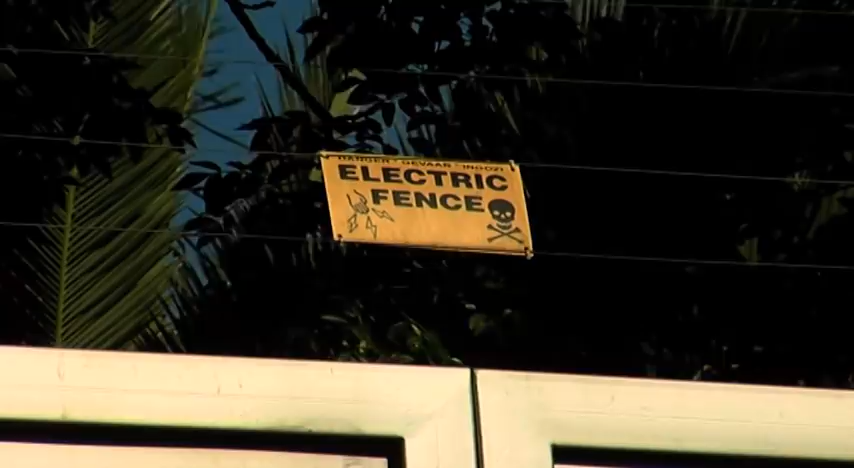 DANGER - GEVAAR - INGOZI
ELECTRIC
FENCE